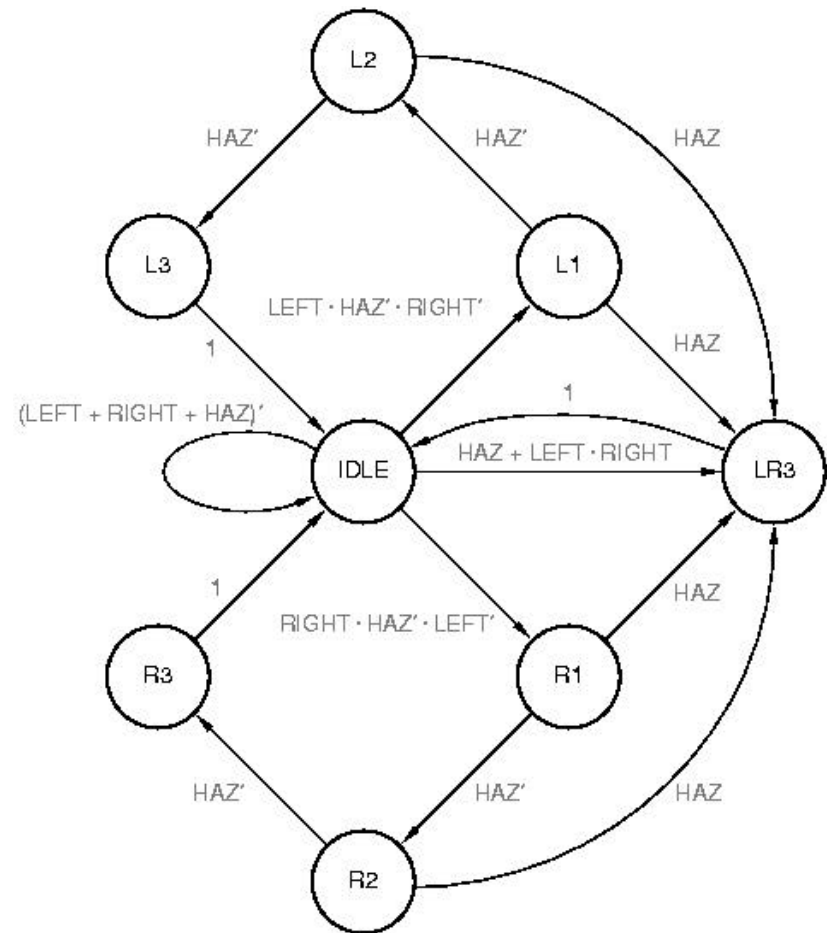 L2
HAZ′
HAZ′
HAZ
L3
L1
LEFT · HAZ′ · RIGHT′
1
HAZ
(LEFT + RIGHT + HAZ)′
1
IDLE
HAZ + LEFT · RIGHT
LR3
1
RIGHT · HAZ′ · LEFT′
HAZ
R3
R1
HAZ′
HAZ′
HAZ
R2